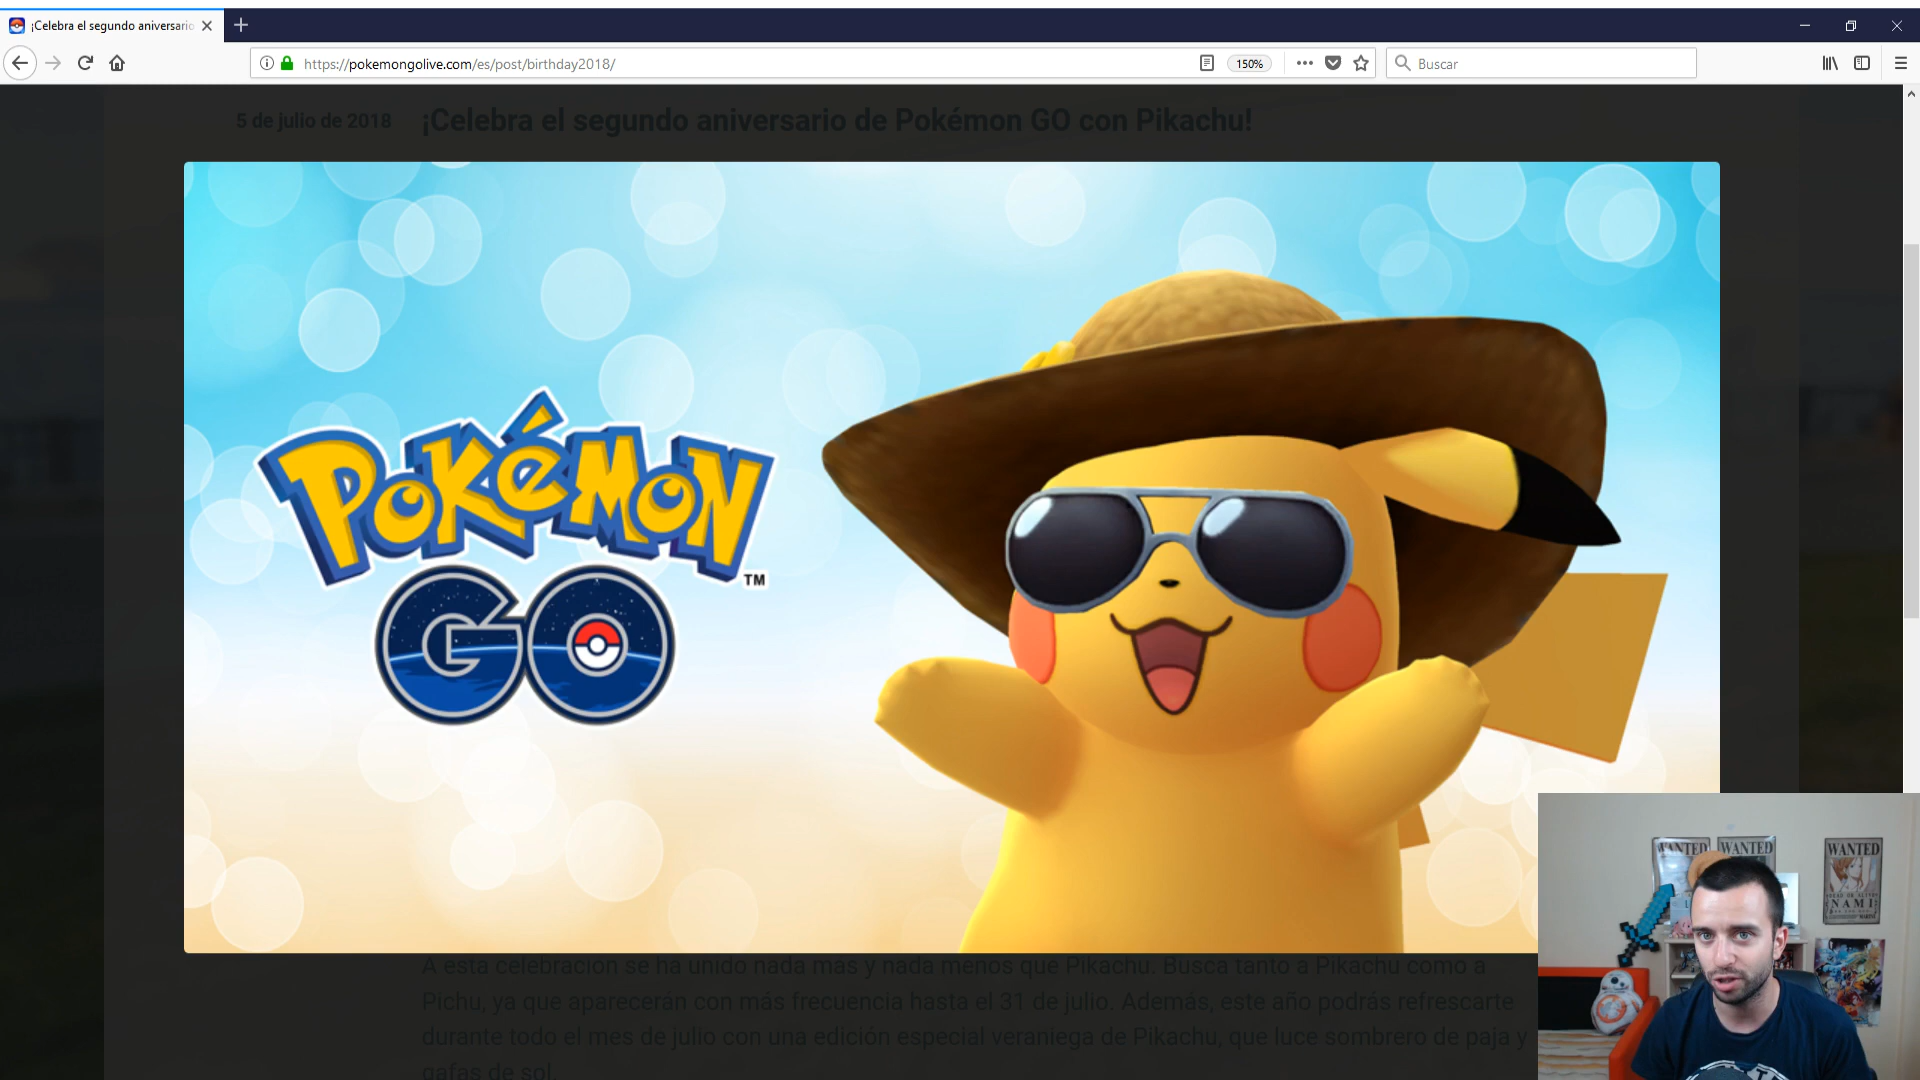 ¡Celebra el segundo aniversario
https://pokemongolive.com/es/post/birthday2018/
150%
Buscar
5 de julio de 2018
¡Celebra el segundo aniversario de Pokémon GO con Pikachu!
POKéMON
TM
GO
A esta celebración se ha unido nada más y nada menos que Pikachu. Busca tanto a Pikachu como a
Pichu, ya que aparecerán con más frecuencia hasta el 31 de julio. Además, este año podrás refrescarte
durante todo el mes de julio con una edición especial veraniega de Pikachu, que luce sombrero de paja y
gafas de sol.
WANTED
WANTED
WANTED
NAMI